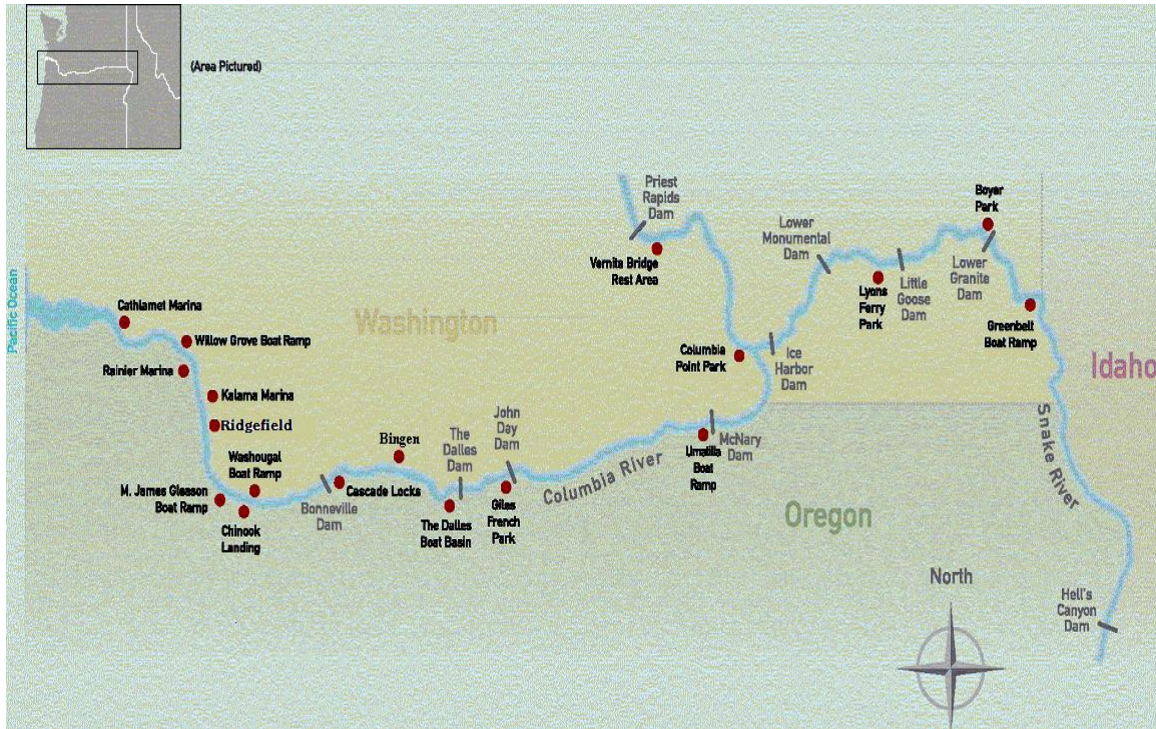 (Area Pictured)
Pacific Ocean
Cathlamet Marina
Willow Grove Boat Ramp
Rainier Marina
Kalama Marina
Ridgefield
Washougal
Boat Ramp
M. James Gleason
Boat Ramp
Chinook
Landing
Bonneville
Dam
Cascade Locks
Bingen
The
Dalles
Dam
The Dalles
Boat Basin
John
Day
Dam
Giles
French
Park
Columbia River
Umatilla
Boat
Ramp
McNary
Dam
Washington
Priest
Rapids
Dam
Vernita Bridge
Rest Area
Columbia
Point Park
Ice
Harbor
Dam
Lower
Monumental
Dam
Lyons
Ferry
Park
Little
Goose
Dam
Boyer
Park
Lower
Granite
Dam
Greenbelt
Boat Ramp
Idaho
Snake River
Oregon
North
Hell's
Canyon
Dam